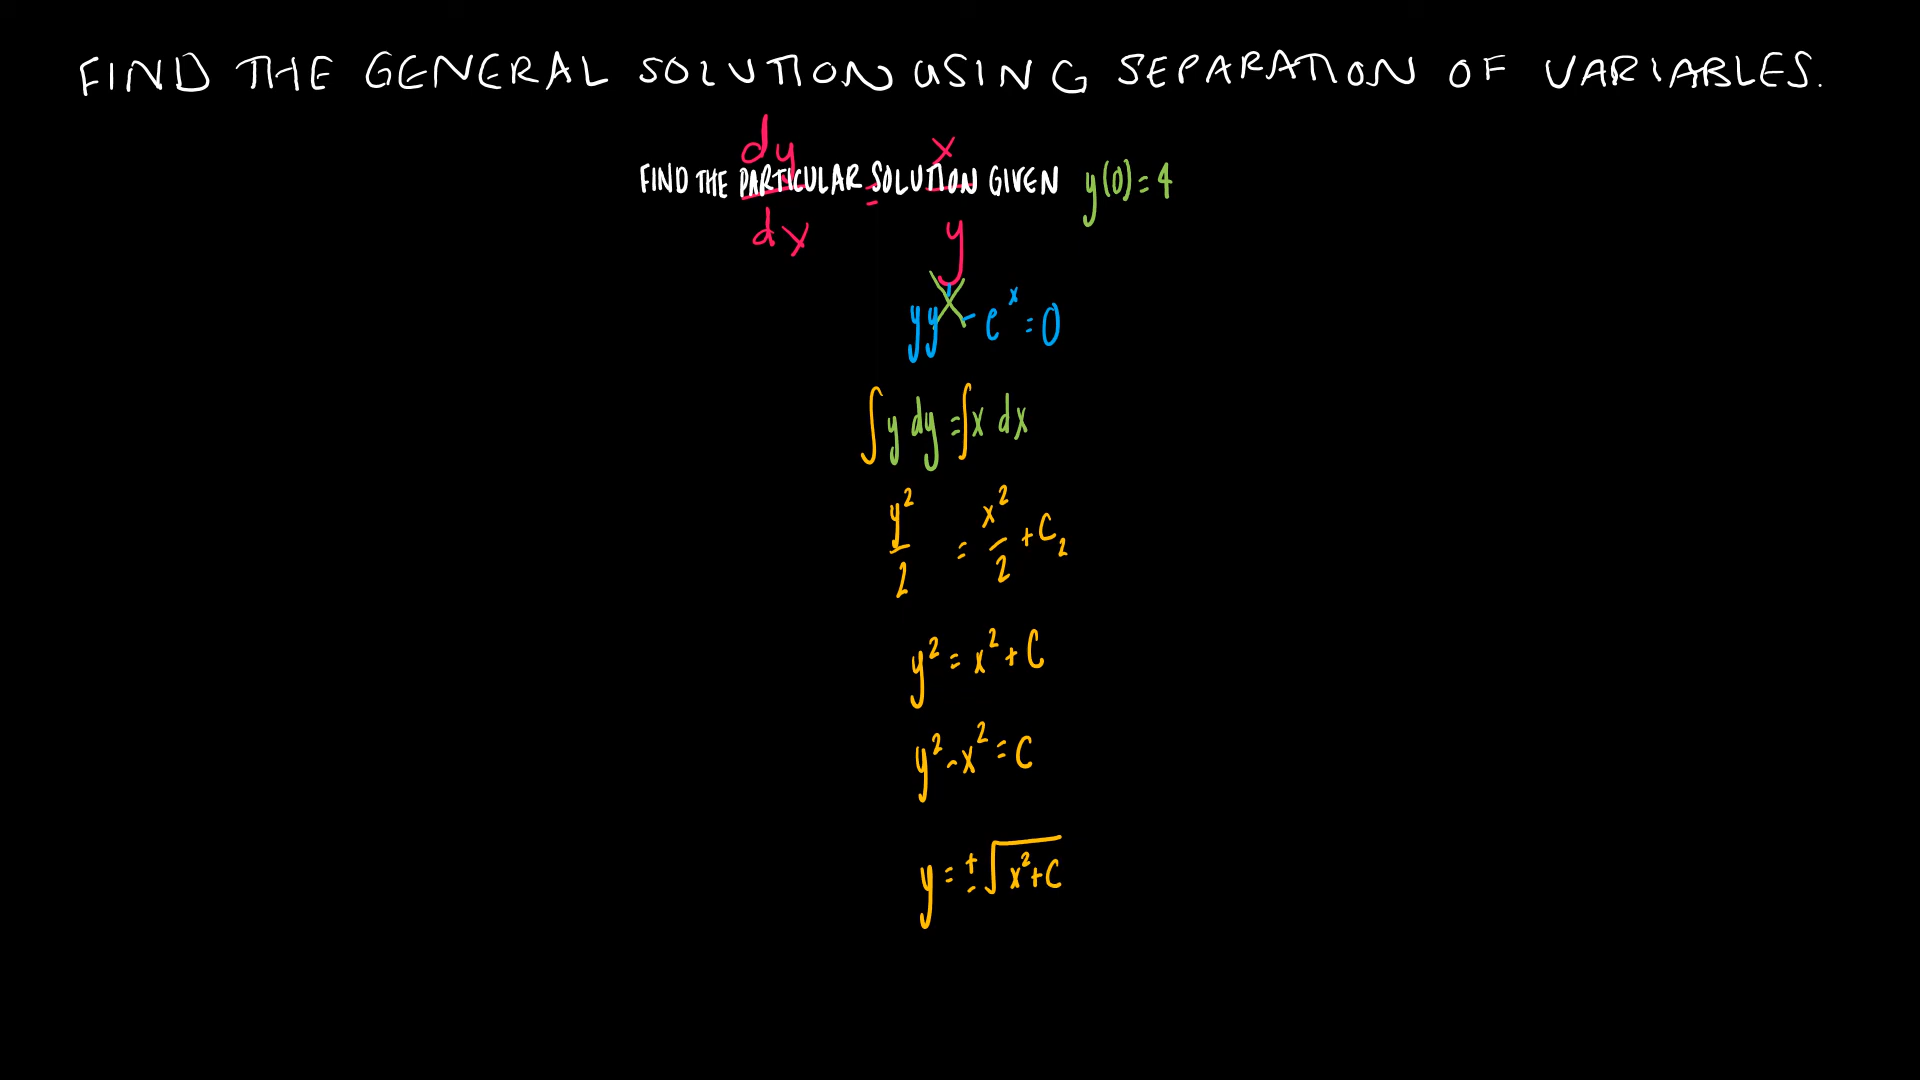 FIND THE GENERAL SOLUTION USING SEPARATION OF VARIABLES.
dy/dx = x/y
FIND THE PARTICULAR SOLUTION GIVEN y(0)=4
yy' - e^x = 0
∫y dy = ∫x dx
y²/2 = x²/2 + C₂
y² = x² + C
y² - x² = C
y = ±√(x²+C)